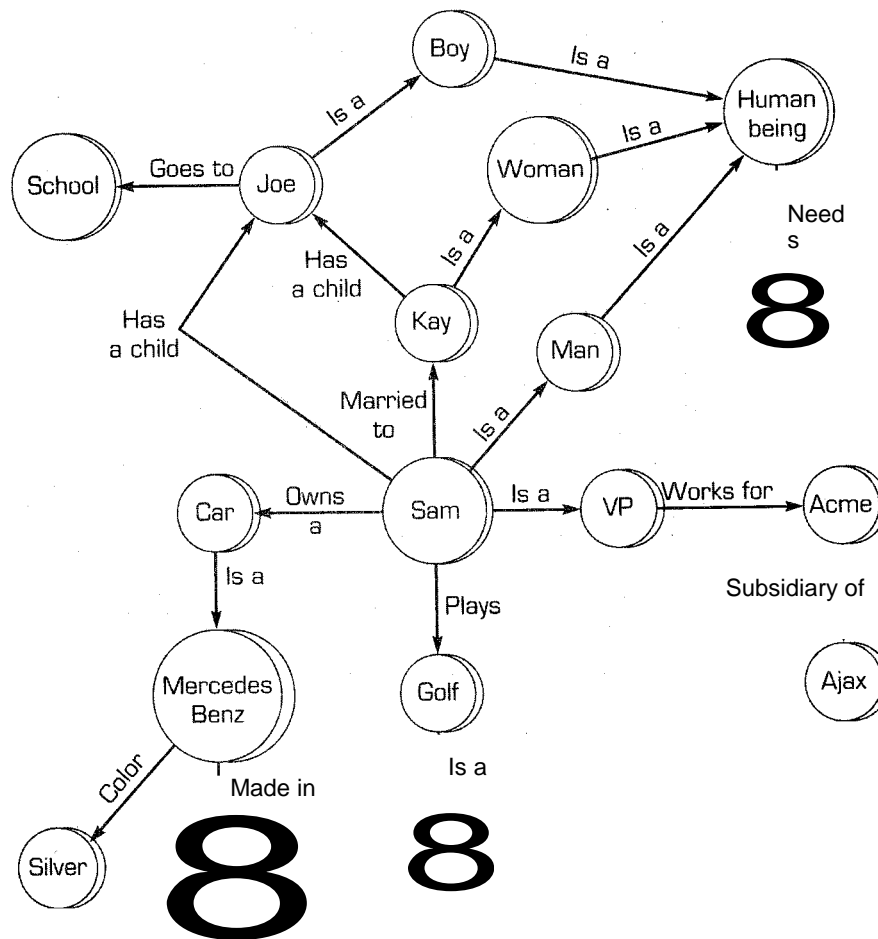 Boy
Is a
Human
being
Is a
Is a
Woman
School
Goes to
Joe
Need
s
Is a
Is a
Has
a child
Has
a child
Kay
Man
8
Married
to
Is a
Car
Owns
a
Sam
Is a
VP
Works for
Acme
Is a
Plays
Subsidiary of
Mercedes
Benz
Golf
Ajax
Color
Made in
Is a
Silver
8
8